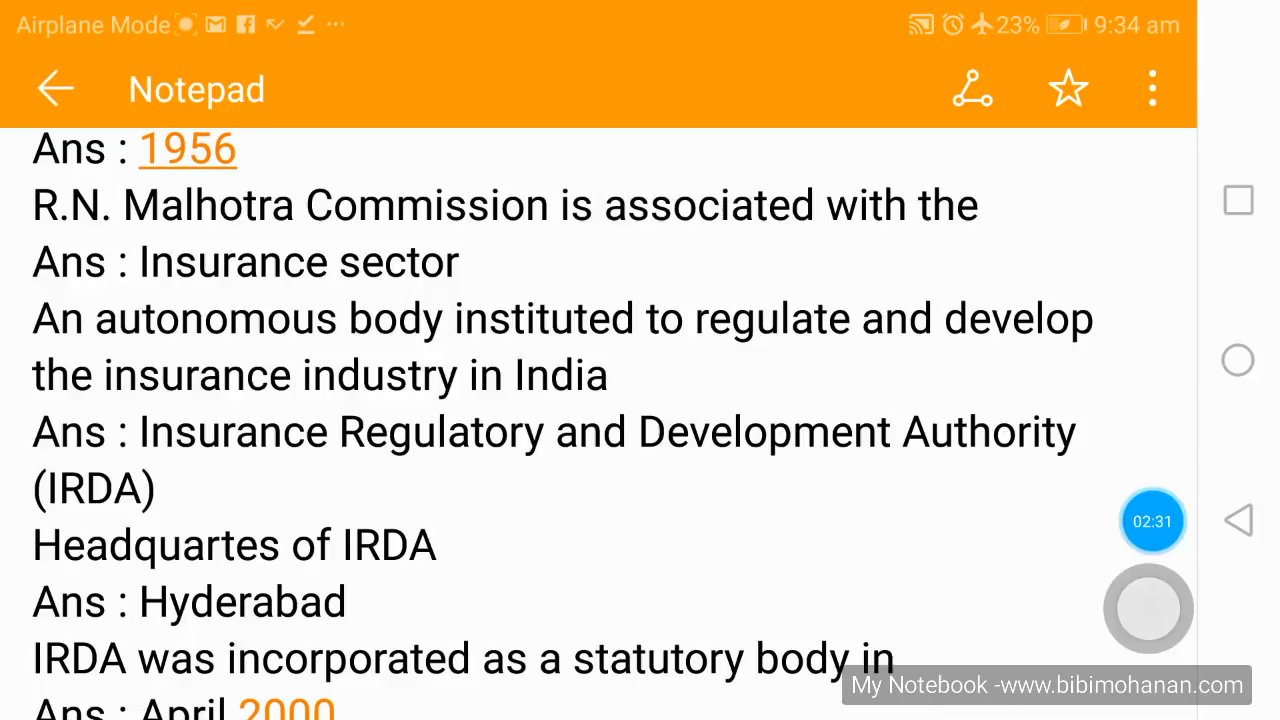 Airplane Mode ... 23% 9:34 am
Notepad
Ans : 1956
R.N. Malhotra Commission is associated with the
Ans : Insurance sector
An autonomous body instituted to regulate and develop
the insurance industry in India
Ans : Insurance Regulatory and Development Authority
(IRDA)
02:31
Headquartes of IRDA
Ans : Hyderabad
IRDA was incorporated as a statutory body in
My Notebook -www.bibimohanan.com
Ans : April 2000